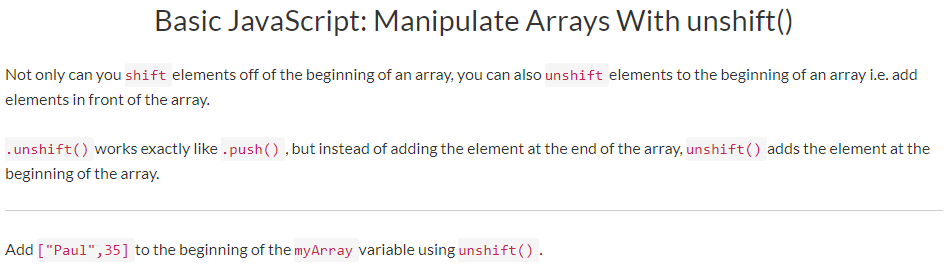 Basic JavaScript: Manipulate Arrays With unshift()
Not only can you shift elements off of the beginning of an array, you can also unshift elements to the beginning of an array i.e. add
elements in front of the array.
.unshift() works exactly like .push() , but instead of adding the element at the end of the array, unshift() adds the element at the
beginning of the array.
Add ["Paul",35] to the beginning of the myArray variable using unshift() .